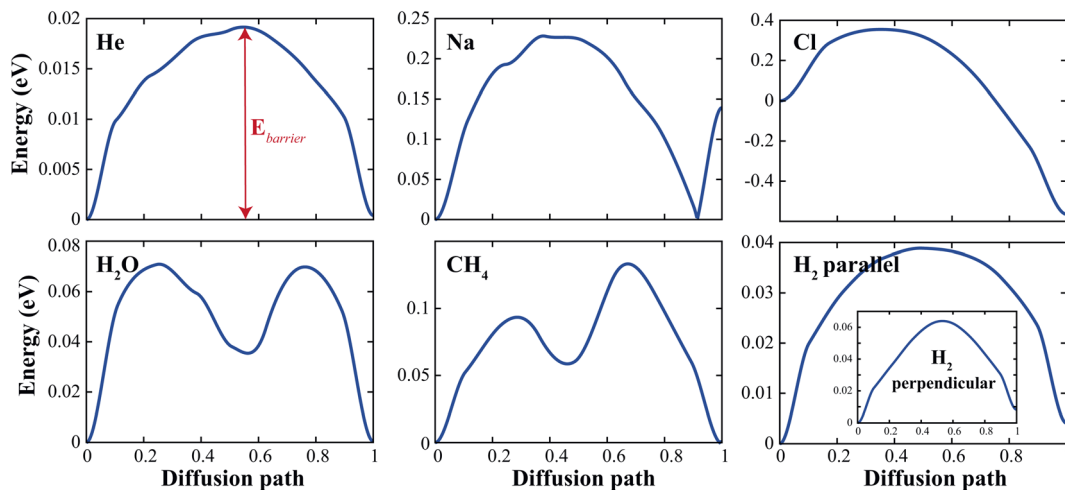 He
Na
Cl
Energy (eV)
0.02
0.015
0.01
0.005
0
E barrier
0.25
0.20
0.15
0.10
0.05
0
0.4
0.2
0
-0.2
-0.4
H2O
CH4
H2 parallel
Energy (eV)
0.08
0.06
0.04
0.02
0
0 0.2 0.4 0.6 0.8 1
Diffusion path
0.1
0.05
0
0 0.2 0.4 0.6 0.8 1
Diffusion path
0.04
0.03
0.02
0.01
0
0 0.2 0.4 0.6 0.8
Diffusion path
0.06
0.04
0.02
0
0 0.2 0.4 0.6 0.8 1
H2
perpendicular